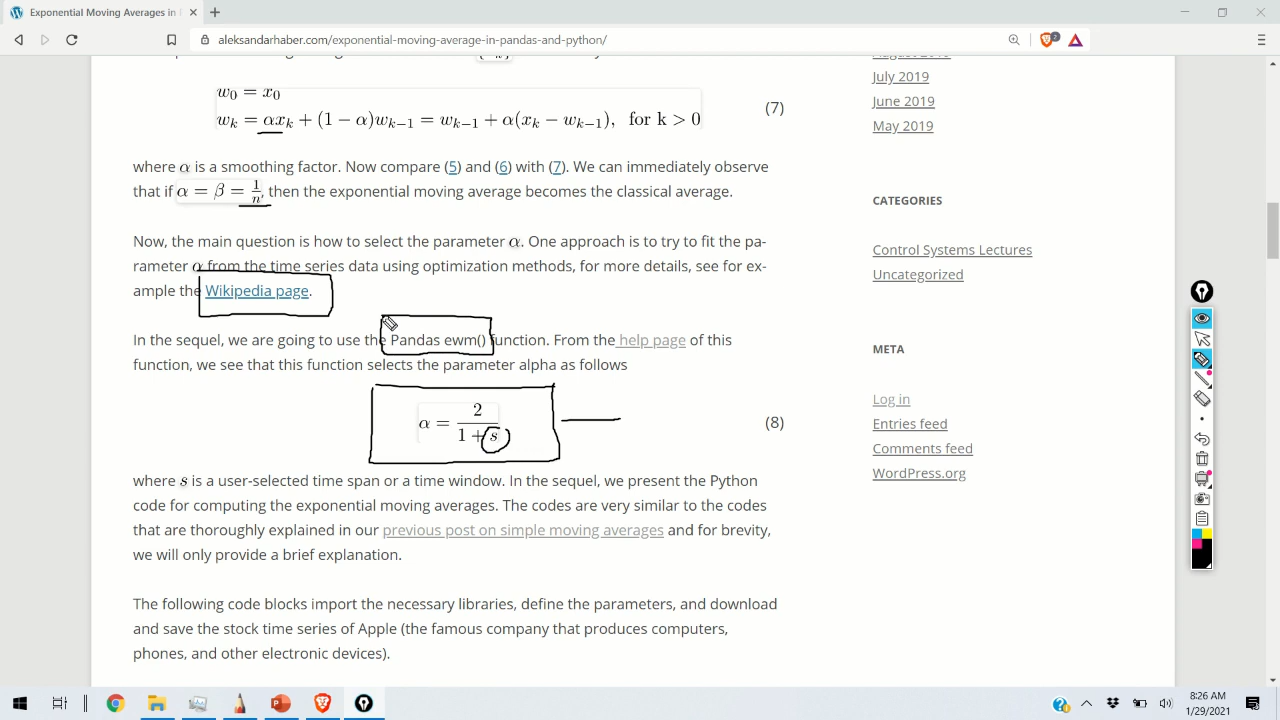 Exponential Moving Averages in
aleksandarhaber.com/exponential-moving-average-in-pandas-and-python/
2
July 2019
June 2019
May 2019
w₀ = x₀
wₖ = αxₖ + (1 − α)wₖ₋₁ = wₖ₋₁ + α(xₖ − wₖ₋₁), for k > 0 (7)
where α is a smoothing factor. Now compare (5) and (6) with (7). We can immediately observe
that if α = β = 1/n, then the exponential moving average becomes the classical average.
Now, the main question is how to select the parameter α. One approach is to try to fit the pa-
rameter α from the time series data using optimization methods, for more details, see for ex-
ample the Wikipedia page.
In the sequel, we are going to use the Pandas ewm() function. From the help page of this
function, we see that this function selects the parameter alpha as follows
α = 2/(1 + s) (8)
where s is a user-selected time span or a time window. In the sequel, we present the Python
code for computing the exponential moving averages. The codes are very similar to the codes
that are thoroughly explained in our previous post on simple moving averages and for brevity,
we will only provide a brief explanation.
The following code blocks import the necessary libraries, define the parameters, and download
and save the stock time series of Apple (the famous company that produces computers,
phones, and other electronic devices).
CATEGORIES
Control Systems Lectures
Uncategorized
META
Log in
Entries feed
Comments feed
WordPress.org
8:26 AM
1/29/2021